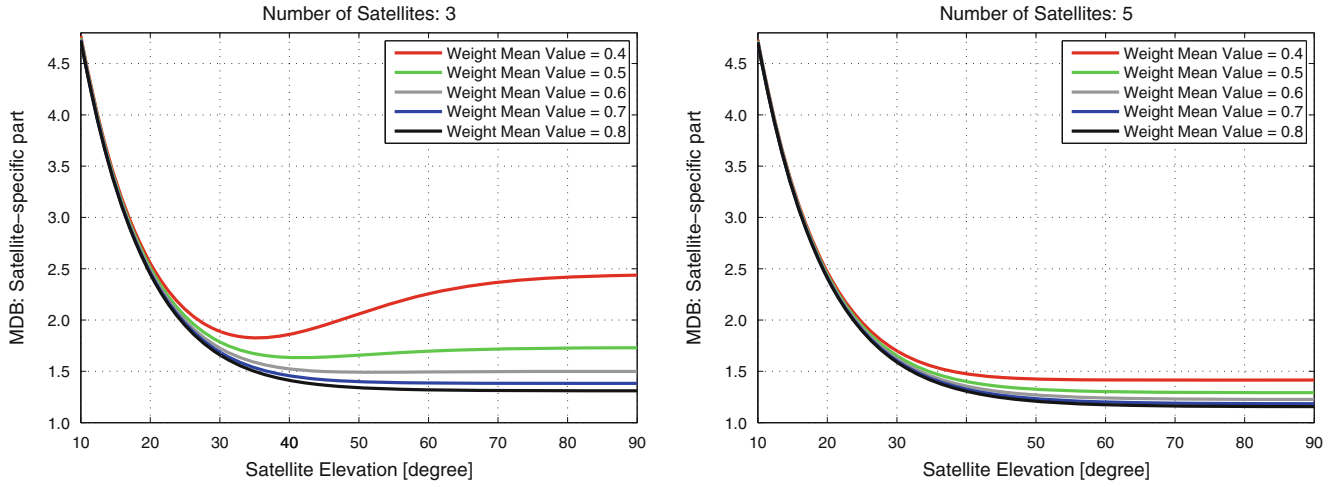 Number of Satellites: 3
MDB: Satellite−specific part
4.5
4.0
3.5
3.0
2.5
2.0
1.5
1.0
Weight Mean Value = 0.4
Weight Mean Value = 0.5
Weight Mean Value = 0.6
Weight Mean Value = 0.7
Weight Mean Value = 0.8
10 20 30 40 50 60 70 80 90
Satellite Elevation [degree]
Number of Satellites: 5
MDB: Satellite−specific part
4.5
4.0
3.5
3.0
2.5
2.0
1.5
1.0
Weight Mean Value = 0.4
Weight Mean Value = 0.5
Weight Mean Value = 0.6
Weight Mean Value = 0.7
Weight Mean Value = 0.8
10 20 30 40 50 60 70 80 90
Satellite Elevation [degree]